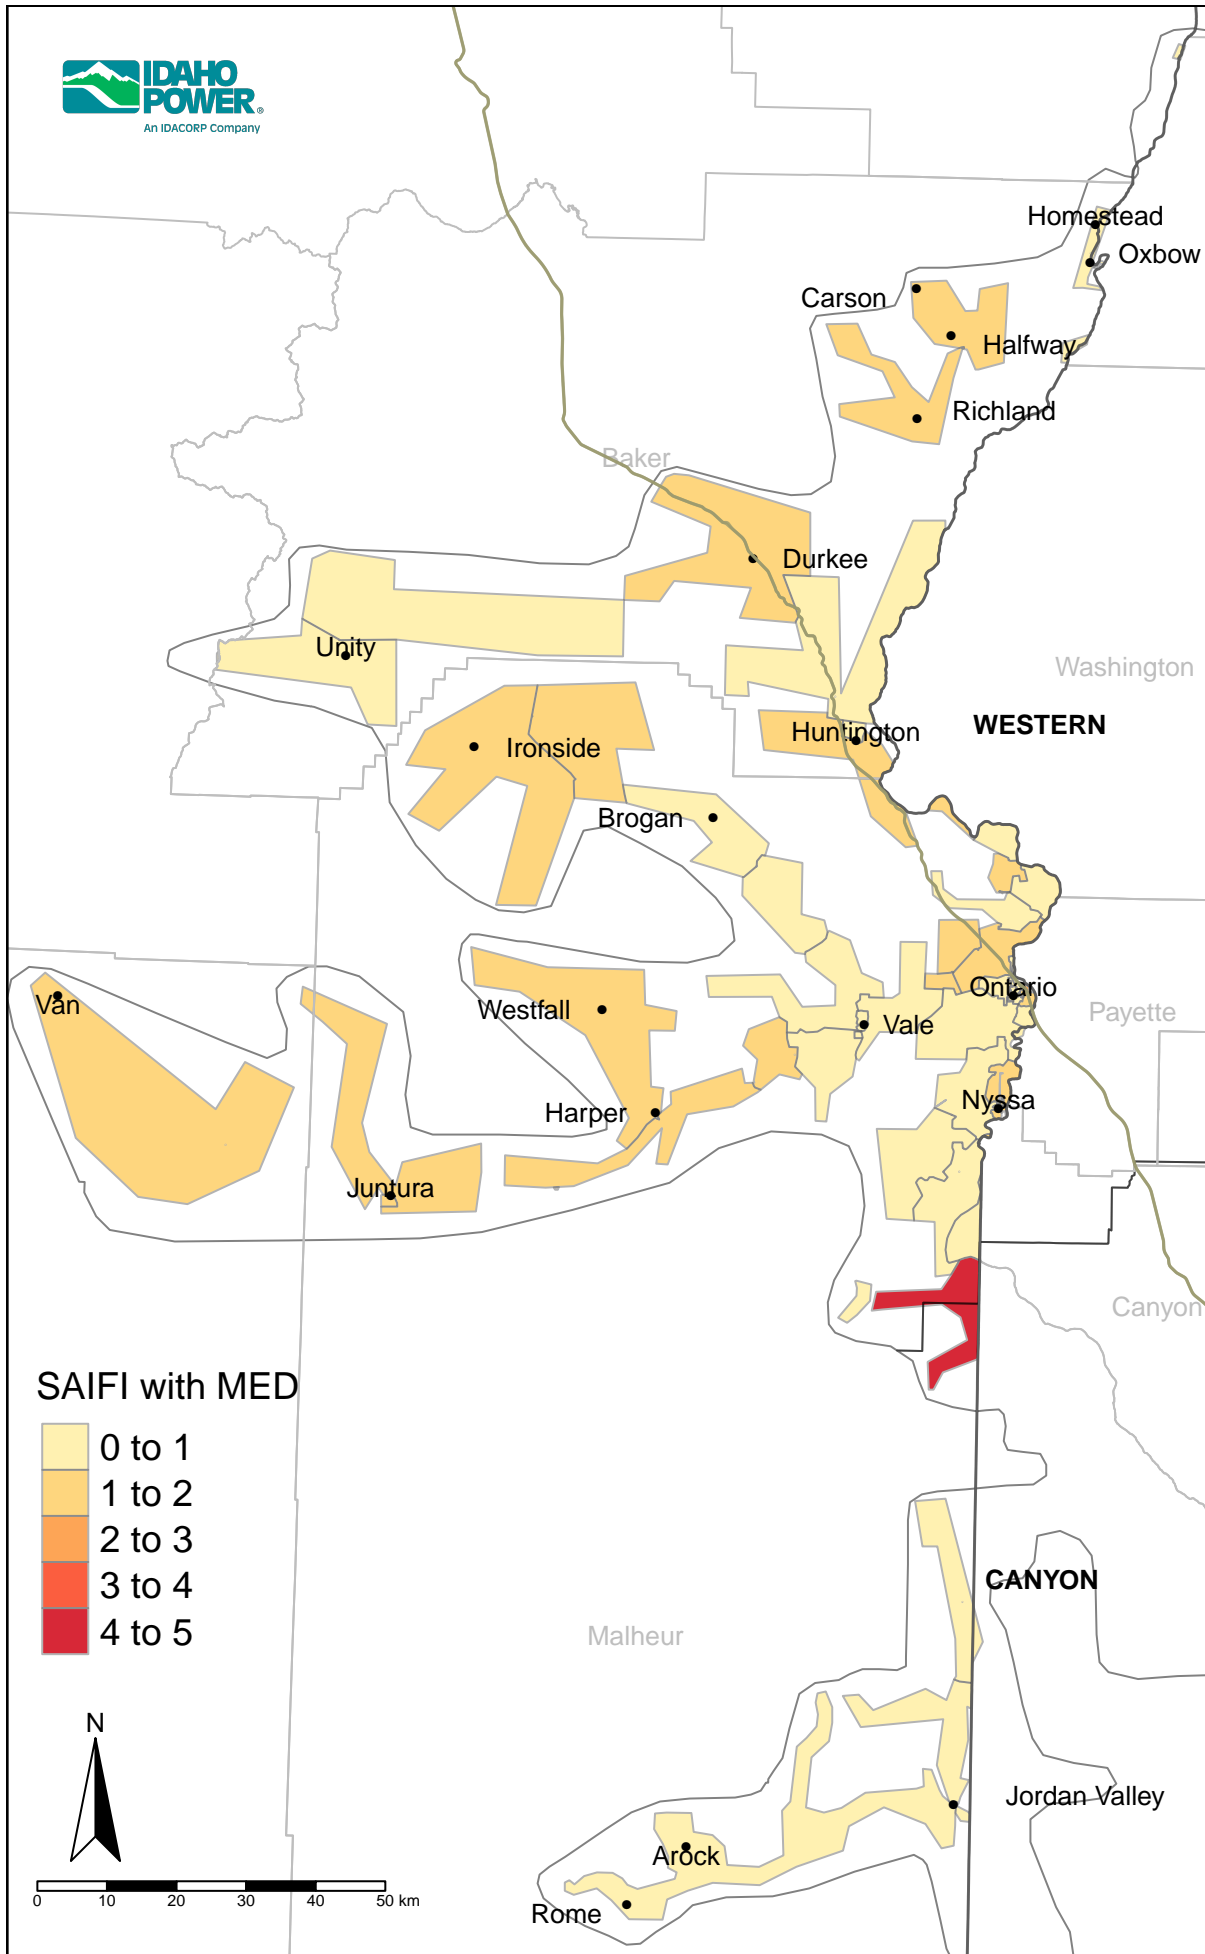 IDAHO
POWER®
An IDACORP Company
Homestead
Oxbow
Carson
Halfway
Richland
Baker
Durkee
Unity
Washington
WESTERN
Huntington
Ironside
Brogan
Van
Westfall
Ontario
Payette
Vale
Harper
Nyssa
Juntura
Canyon
SAIFI with MED
0 to 1
1 to 2
2 to 3
3 to 4
4 to 5
CANYON
Malheur
N
Jordan Valley
Arock
Rome
0 10 20 30 40 50 km